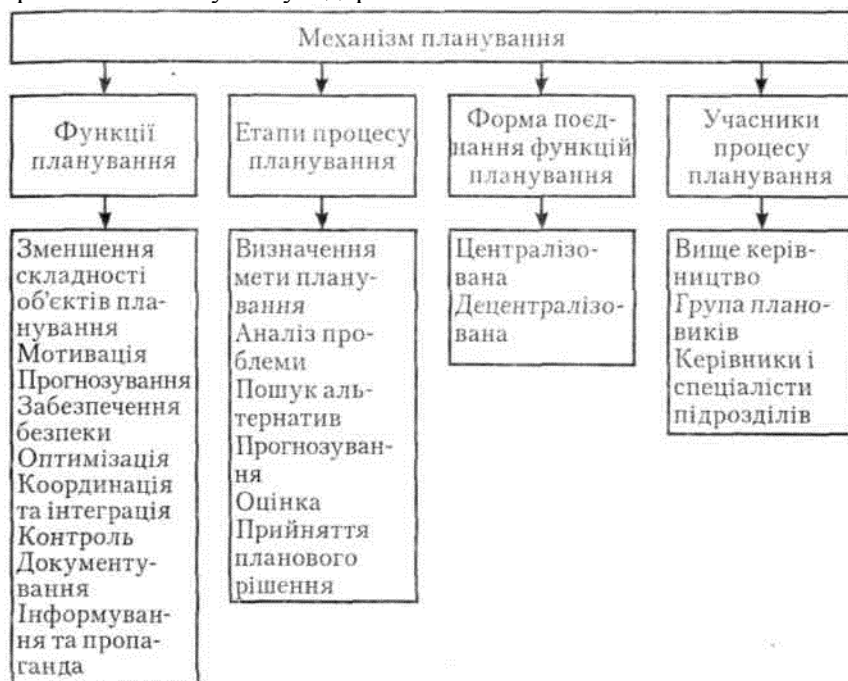 Механізм планування
Функції
планування
Етапи процесу
планування
Форма поєд-
нання функцій
планування
Учасники
процесу
планування
Зменшення
складності
об'єктів пла-
нування
Мотивація
Прогнозування
Забезпечення
безпеки
Оптимізація
Координація
та інтеграція
Контроль
Документу-
вання
Інформуван-
ня та пропа-
ганда
Визначення
мети плану-
вання
Аналіз про-
блеми
Пошук аль-
тернатив
Прогнозуван-
ня
Оцінка
Прийняття
планового
рішення
Централізо-
вана
Децентралізо-
вана
Вище керів-
ництво
Група плано-
виків
Керівники і
спеціалісти
підрозділів